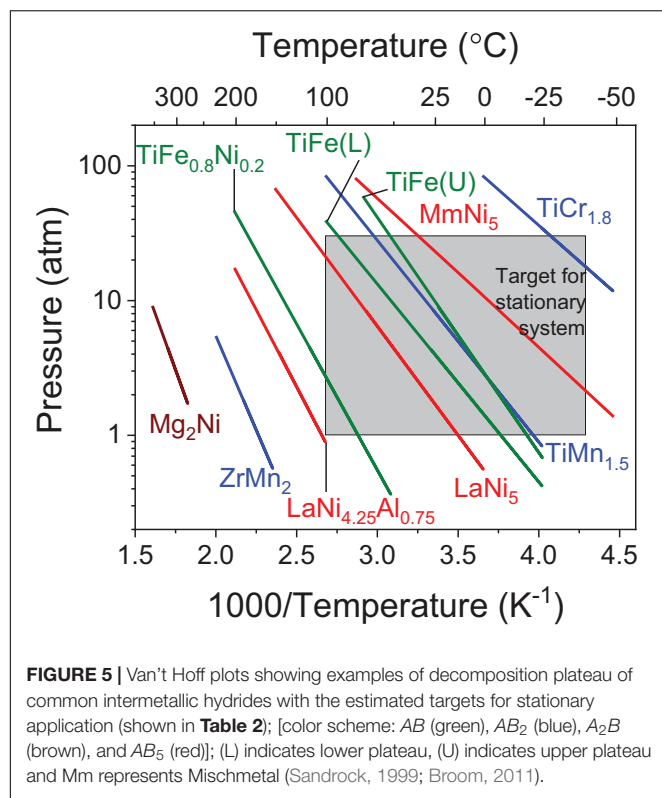 Temperature (°C)
300 200 100 25 0 -25 -50
TiFe(L)
TiFe₀.₈Ni₀.₂
TiFe(U)
MmNi₅
TiCr₁.₈
Target for
stationary
system
Mg₂Ni
ZrMn₂
LaNi₄.₂₅Al₀.₇₅
LaNi₅
TiMn₁.₅
Pressure (atm)
100
10
1
1.5 2.0 2.5 3.0 3.5 4.0 4.5
1000/Temperature (K⁻¹)
FIGURE 5 | Van’t Hoff plots showing examples of decomposition plateau of
common intermetallic hydrides with the estimated targets for stationary
application (shown in Table 2); [color scheme: AB (green), AB₂ (blue), A₂B
(brown), and AB₅ (red)]; (L) indicates lower plateau, (U) indicates upper plateau
and Mm represents Mischmetal (Sandrock, 1999; Broom, 2011).